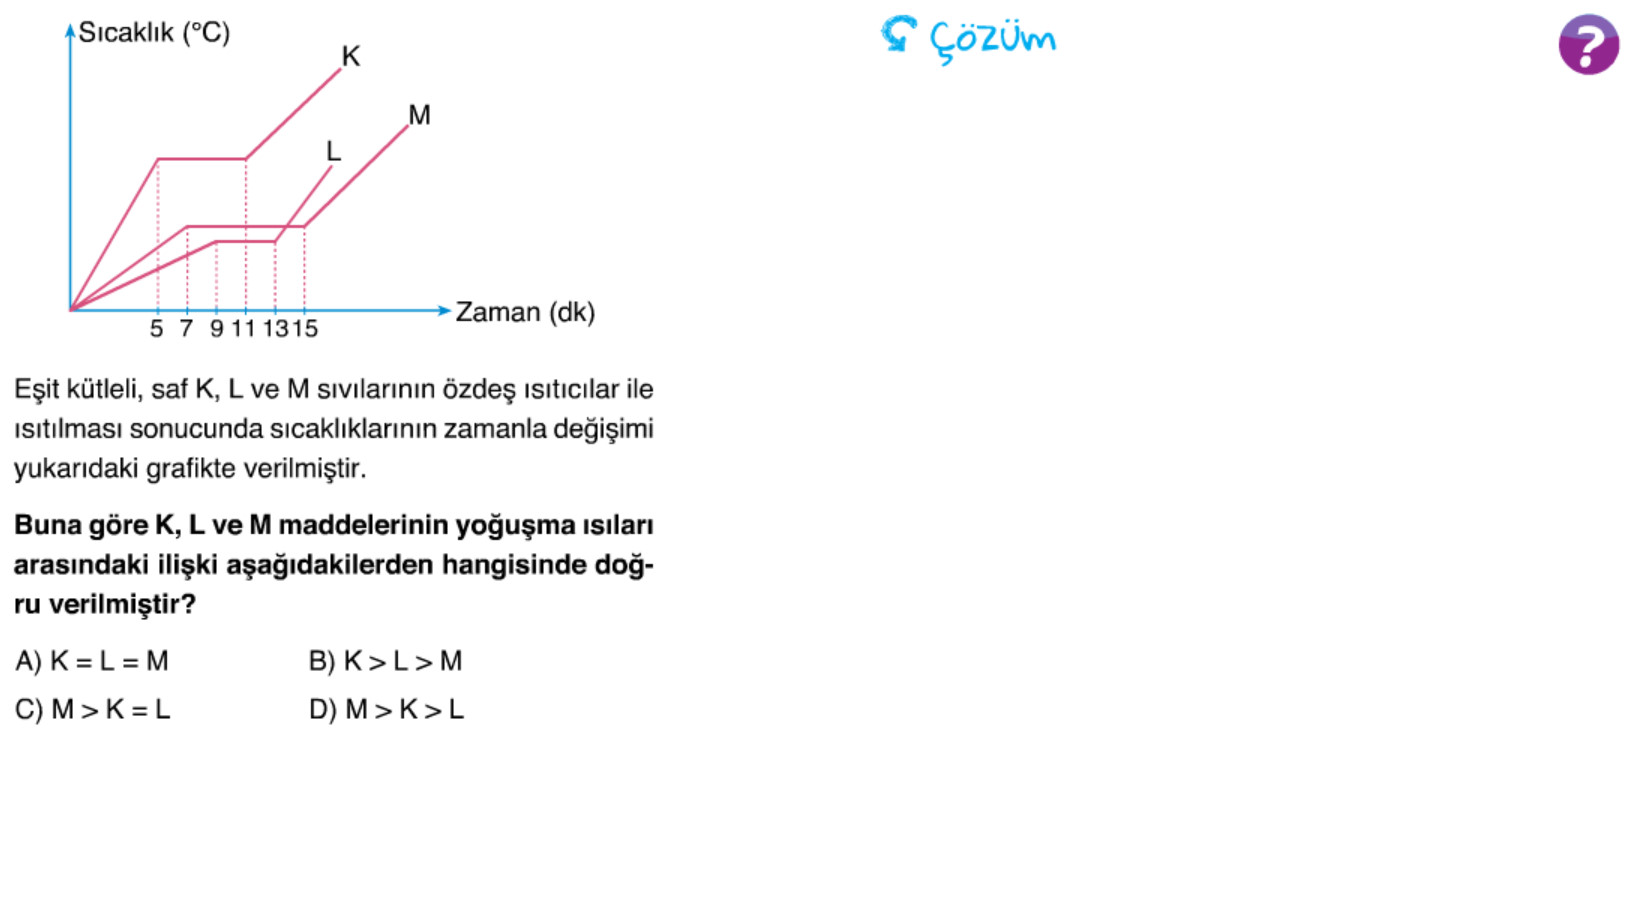 Sıcaklık (°C)
K
M
L
Zaman (dk)
5 7 9 11 13 15
Eşit kütleli, saf K, L ve M sıvılarının özdeş ısıtıcılar ile
ısıtılması sonucunda sıcaklıklarının zamanla değişimi
yukarıdaki grafikte verilmiştir.
Buna göre K, L ve M maddelerinin yoğuşma ısıları
arasındaki ilişki aşağıdakilerden hangisinde doğ-
ru verilmiştir?
A) K = L = M
B) K > L > M
C) M > K = L
D) M > K > L
Çözüm
?